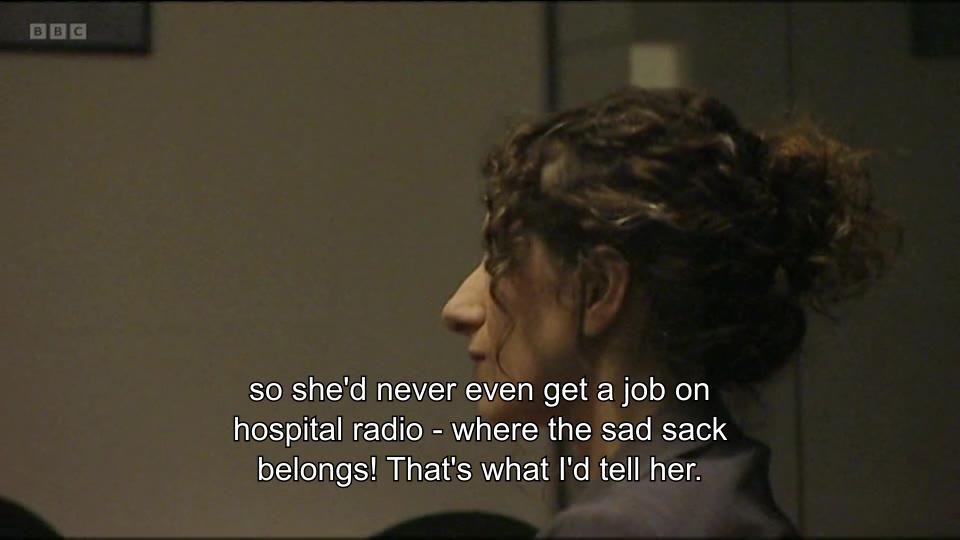 BBC
so she'd never even get a job on
hospital radio - where the sad sack
belongs! That's what I'd tell her.